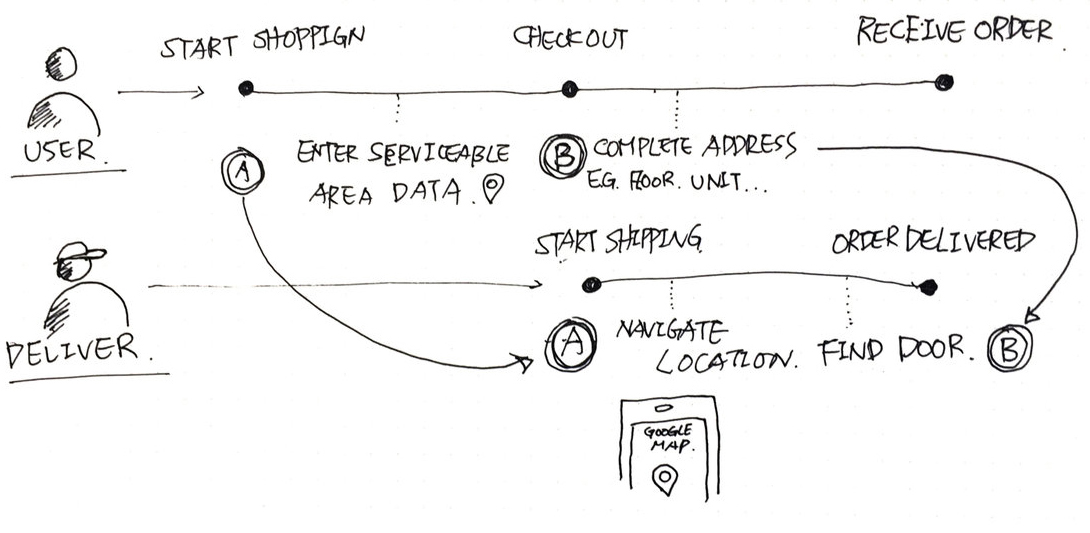 START SHOPPIGN
CHECKOUT
RECEIVE ORDER.
USER.
A
ENTER SERVICEABLE
AREA DATA.
B
COMPLETE ADDRESS
E.G. FLOOR. UNIT...
START SHIPPING
ORDER DELIVERED
DELIVER.
A
NAVIGATE
LOCATION.
FIND DOOR.
B
GOOGLE
MAP.